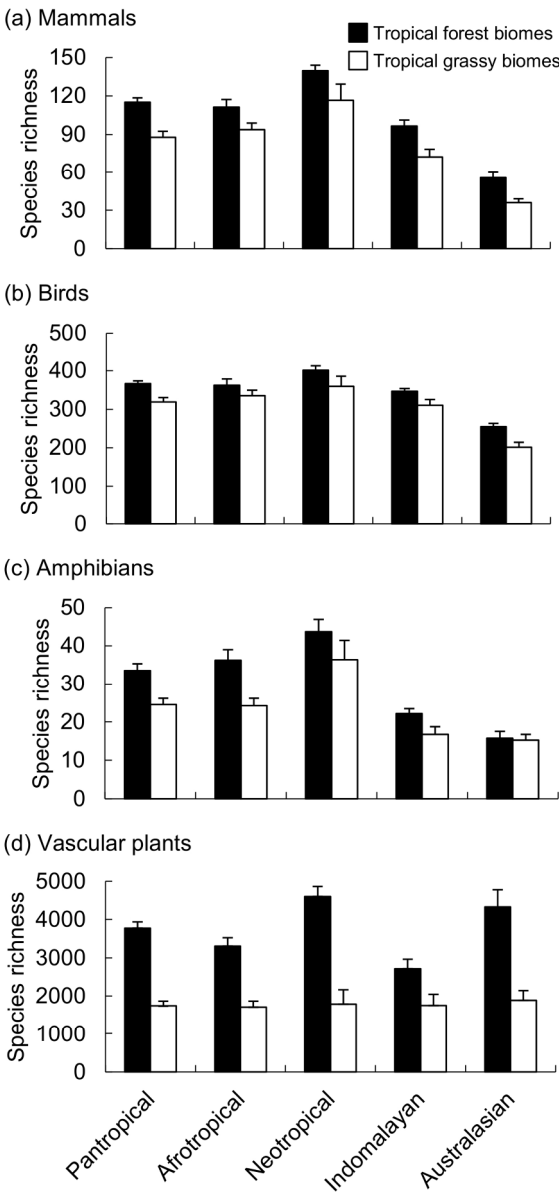 (a) Mammals
Tropical forest biomes
Tropical grassy biomes
Species richness
150
120
90
60
30
0
(b) Birds
Species richness
500
400
300
200
100
0
(c) Amphibians
Species richness
50
40
30
20
10
0
(d) Vascular plants
Species richness
5000
4000
3000
2000
1000
0
Pantropical
Afrotropical
Neotropical
Indomalayan
Australasian